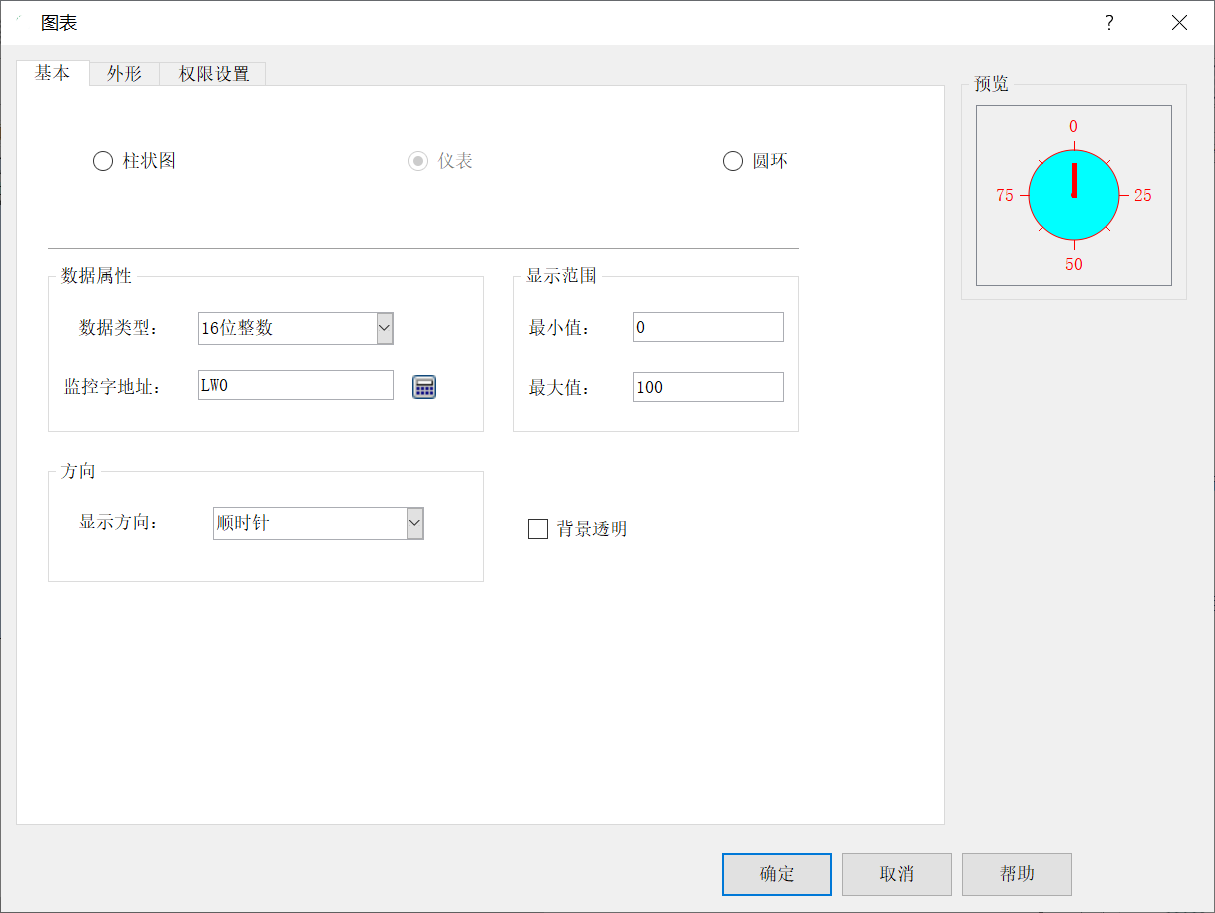 图表
基本 外形 权限设置
柱状图 仪表 圆环
数据属性
数据类型： 16位整数
监控字地址： LW0
显示范围
最小值： 0
最大值： 100
方向
显示方向： 顺时针
背景透明
预览
0
75 25
50
确定 取消 帮助